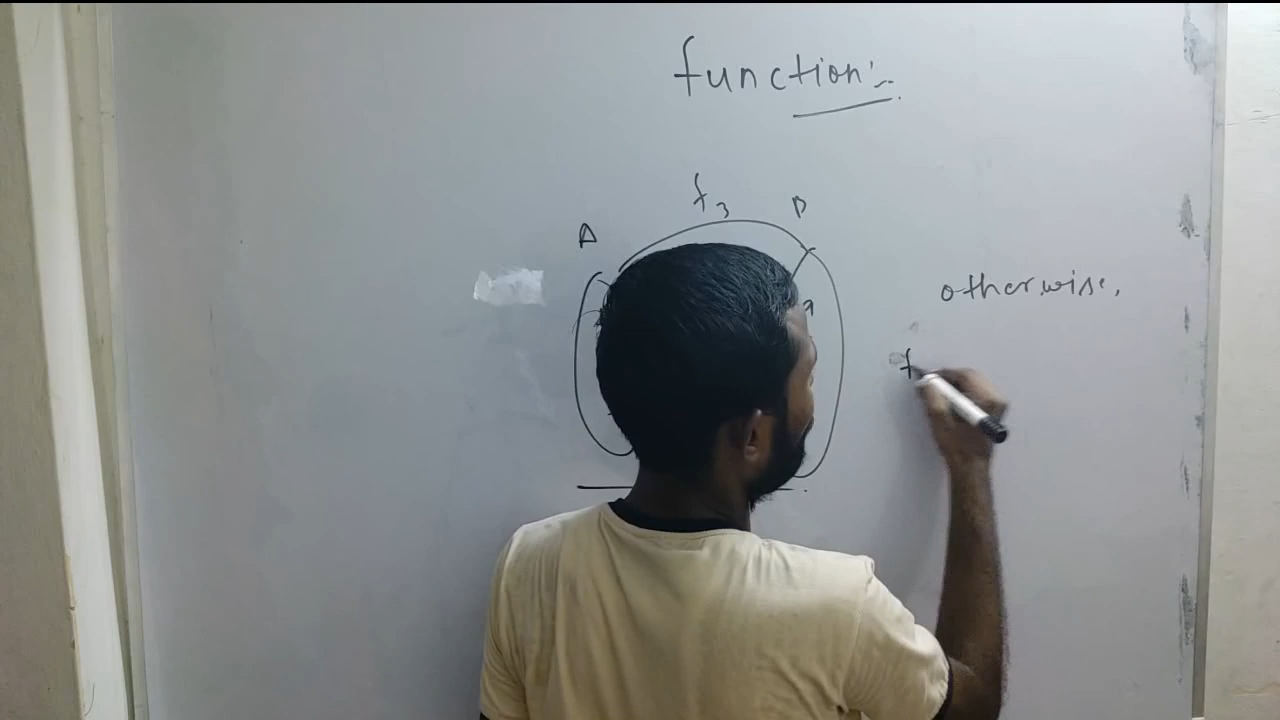 function:-
f3
A B
otherwise,
f